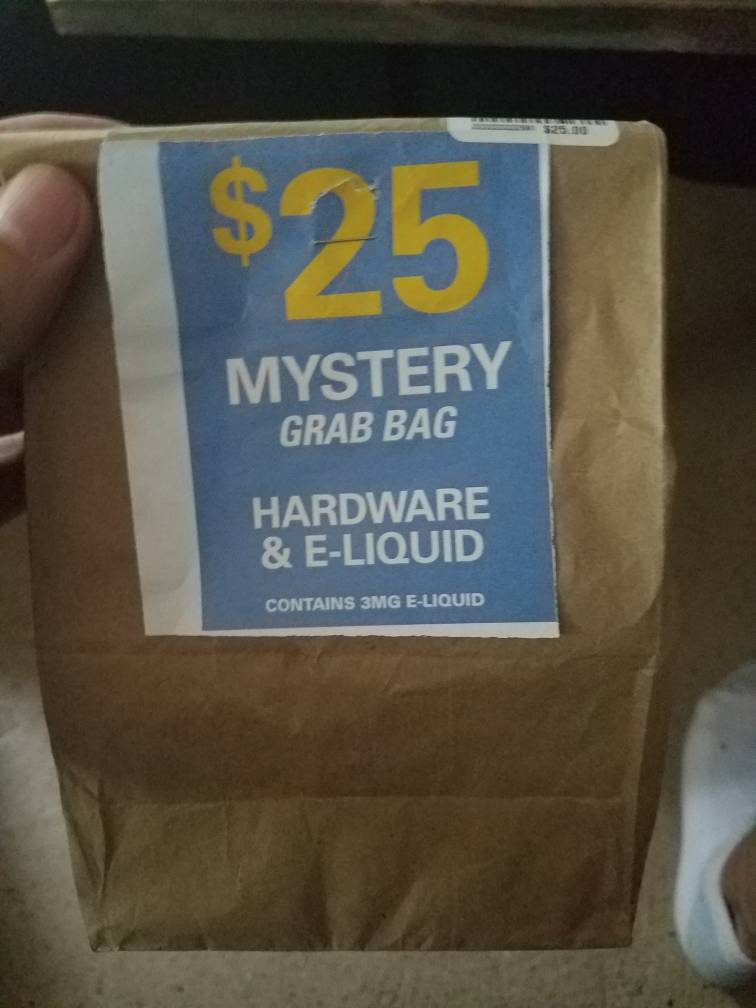 $25.00
$25
MYSTERY
GRAB BAG
HARDWARE
& E-LIQUID
CONTAINS 3MG E-LIQUID